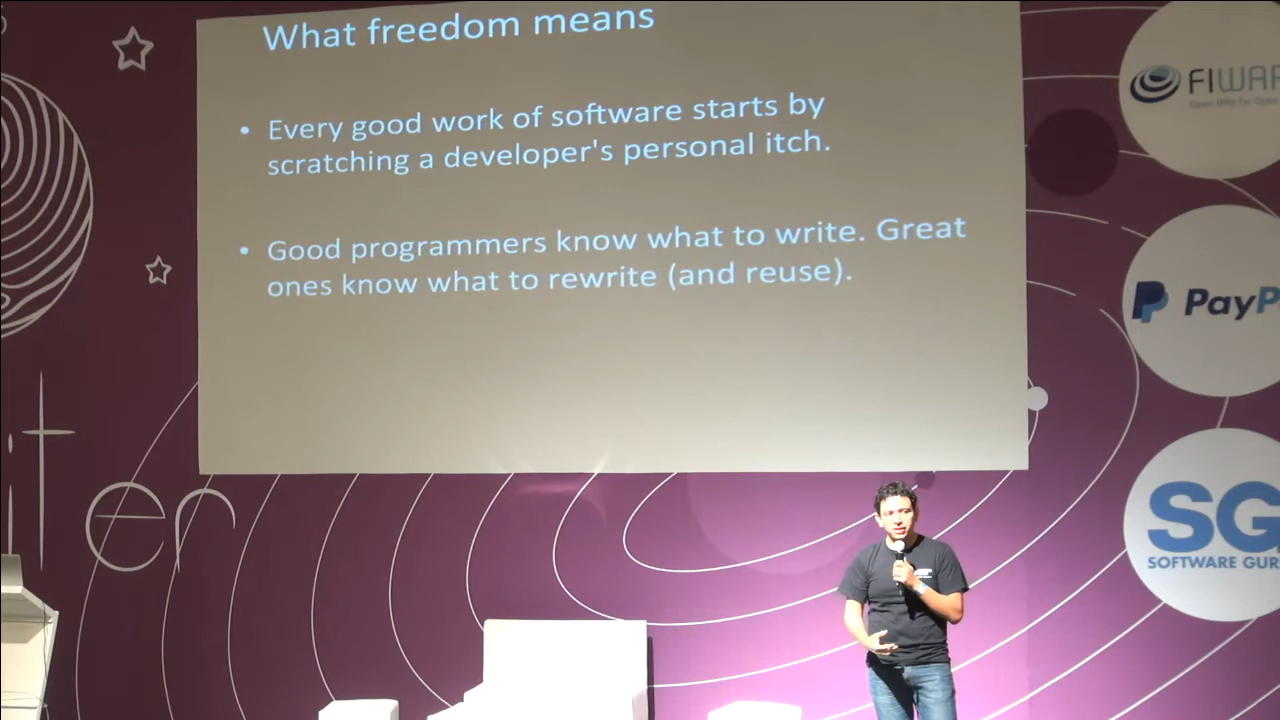 What freedom means
• Every good work of software starts by
scratching a developer's personal itch.
• Good programmers know what to write. Great
ones know what to rewrite (and reuse).
FIWAR
PayP
SG
SOFTWARE GUR
iter